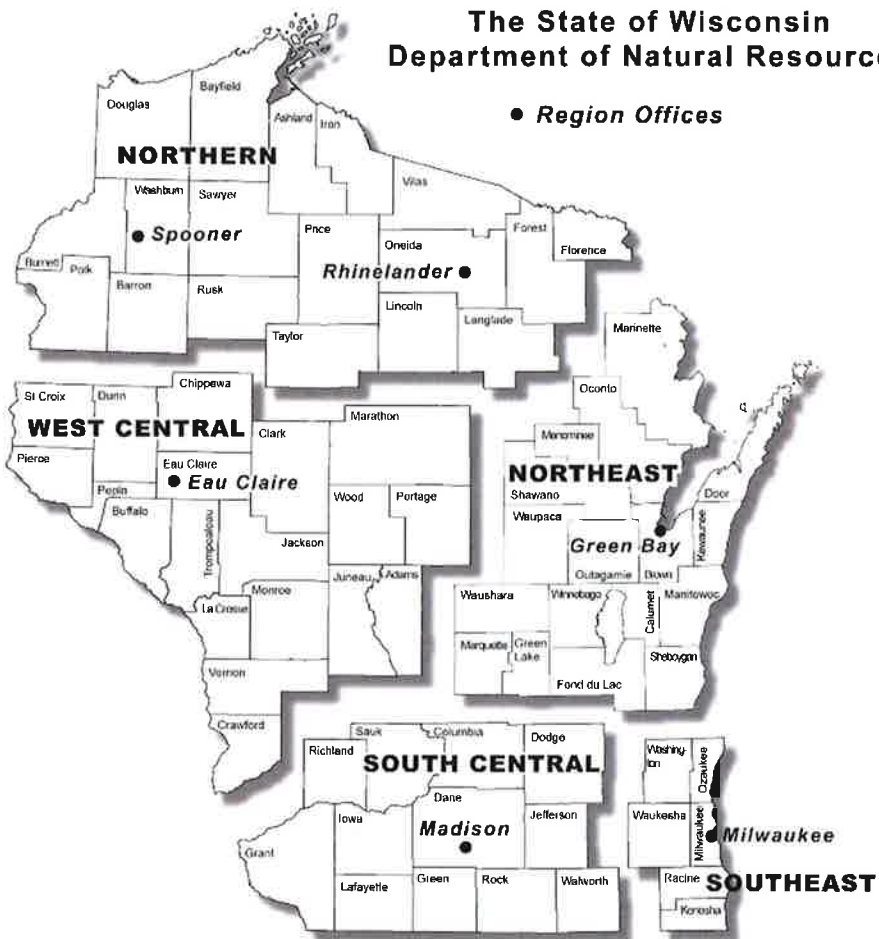 The State of Wisconsin
Department of Natural Resourc
● Region Offices
Douglas
Bayfield
Ashland
Iron
NORTHERN
Vilas
Washburn
Sawyer
Price
Oneida
Forest
Florence
Spooner
Rhinelander
Burnett
Polk
Barron
Rusk
Lincoln
Langlade
Taylor
Marinette
Chippewa
St Croix
Dunn
Oconto
Marathon
WEST CENTRAL
Clark
Menominee
Pierce
Eau Claire
Eau Claire
NORTHEAST
Pepin
Wood
Portage
Shawano
Door
Buffalo
Waupaca
Trempealeau
Jackson
Green Bay
Kewaunee
Juneau
Adams
Outagamie
Brown
Monroe
La Crosse
Waushara
Winnebago
Calumet
Manitowoc
Marquette
Green
Lake
Sheboygan
Vernon
Fond du Lac
Crawford
Sauk
Columbia
Dodge
Richland
Washing-
ton
Ozaukee
SOUTH CENTRAL
Dane
Iowa
Jefferson
Waukesha
Milwaukee
Madison
Milwaukee
Grant
Lafayette
Green
Rock
Walworth
Racine
SOUTHEAST
Kenosha